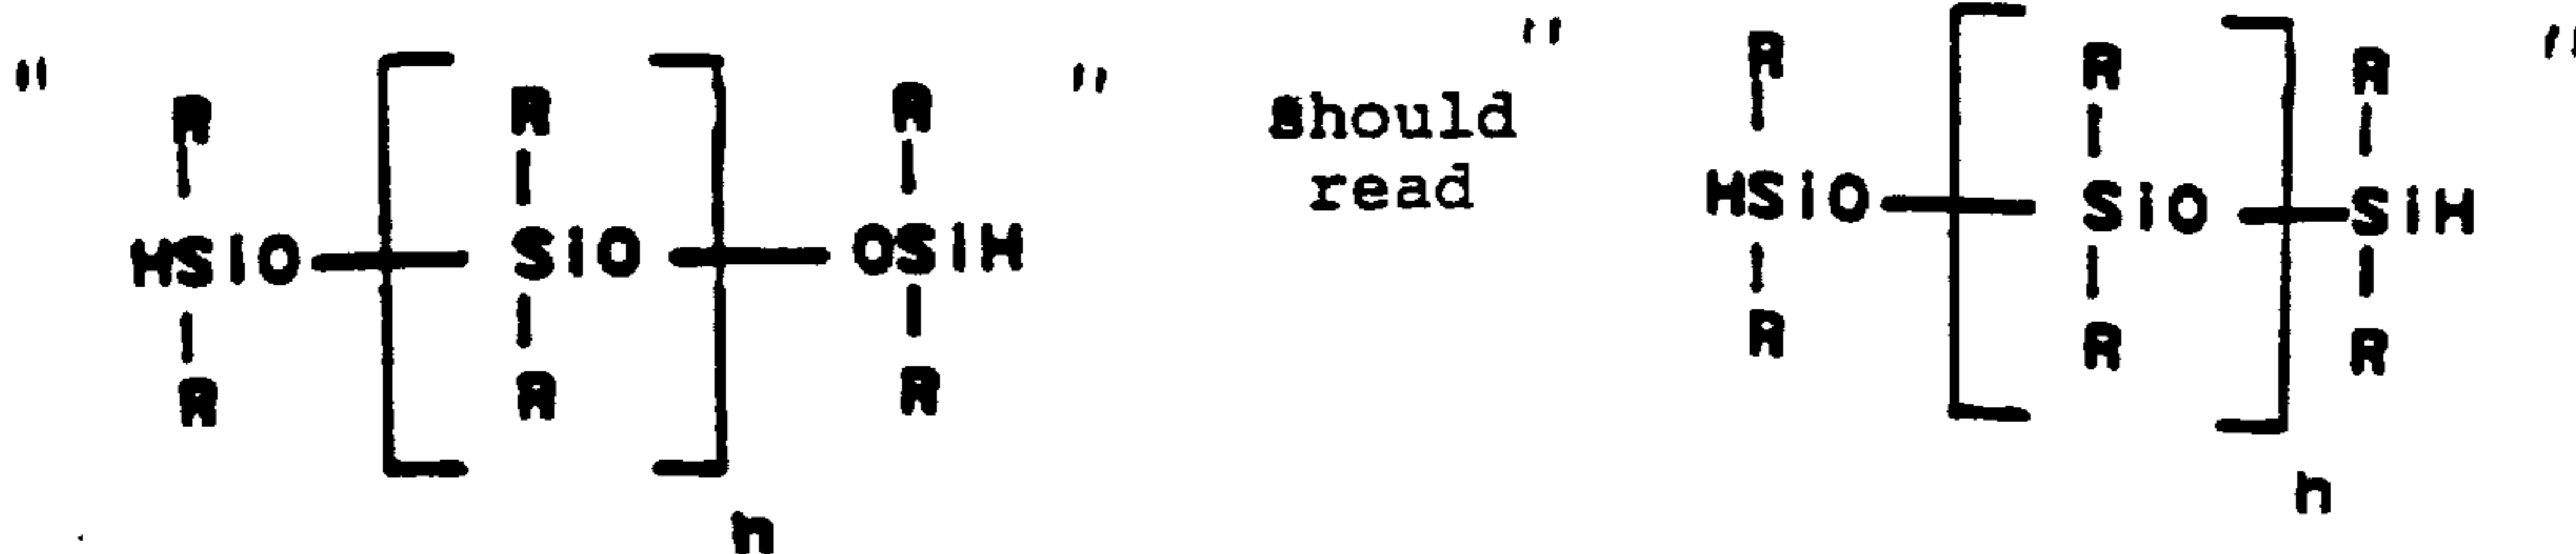 " R R R " should read " R R R "
HSiO SiO OSiH HSiO SiO SiH
R R R R R R
n n